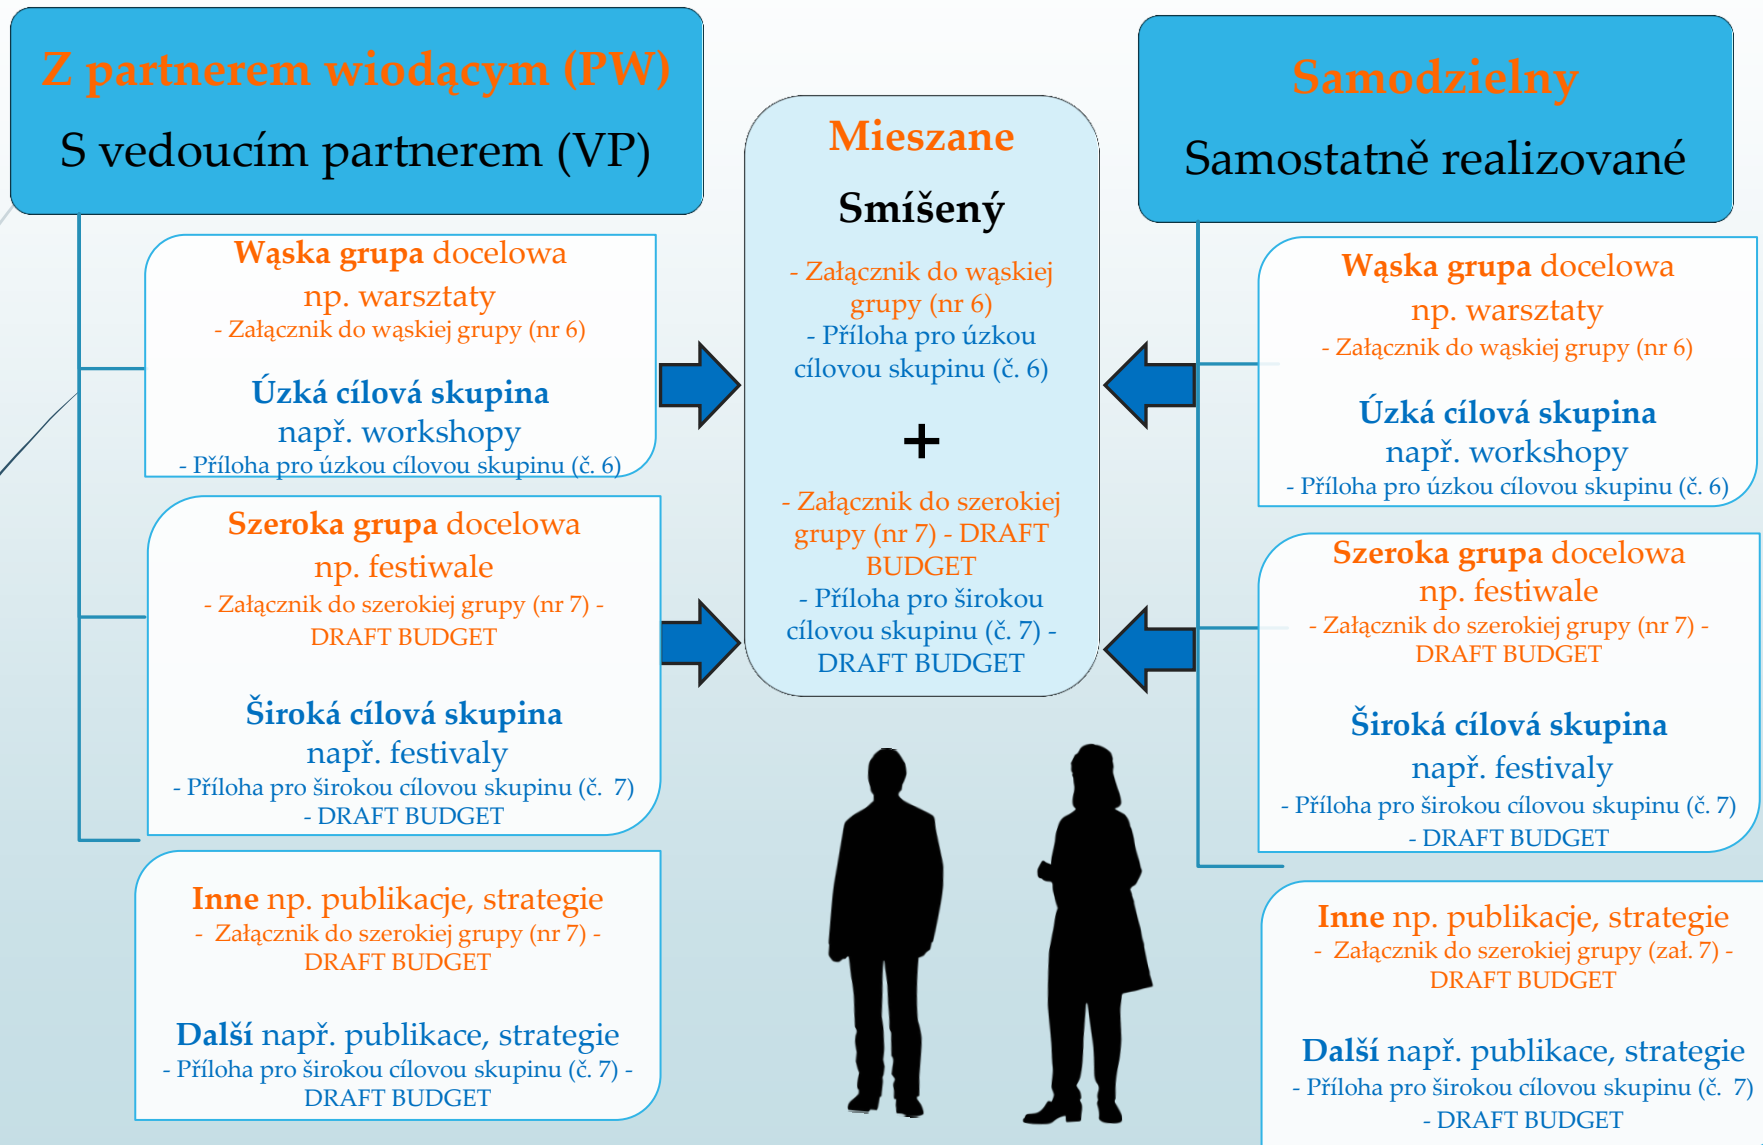 Z partnerem wiodącym (PW)
S vedoucím partnerem (VP)
Wąska grupa docelowa
np. warsztaty
- Załącznik do wąskiej grupy (nr 6)
Úzká cílová skupina
např. workshopy
- Příloha pro úzkou cílovou skupinu (č. 6)
Szeroka grupa docelowa
np. festiwale
- Załącznik do szerokiej grupy (nr 7) -
DRAFT BUDGET
Široká cílová skupina
např. festivaly
- Příloha pro širokou cílovou skupinu (č. 7)
- DRAFT BUDGET
Inne np. publikacje, strategie
- Załącznik do szerokiej grupy (nr 7) -
DRAFT BUDGET
Další např. publikace, strategie
- Příloha pro širokou cílovou skupinu (č. 7) -
DRAFT BUDGET
Mieszane
Smíšený
- Załącznik do wąskiej
grupy (nr 6)
- Příloha pro úzkou
cílovou skupinu (č. 6)
+
- Załącznik do szerokiej
grupy (nr 7) - DRAFT
BUDGET
- Příloha pro širokou
cílovou skupinu (č. 7) -
DRAFT BUDGET
Samodzielny
Samostatně realizované
Wąska grupa docelowa
np. warsztaty
- Załącznik do wąskiej grupy (nr 6)
Úzká cílová skupina
např. workshopy
- Příloha pro úzkou cílovou skupinu (č. 6)
Szeroka grupa docelowa
np. festiwale
- Załącznik do szerokiej grupy (nr 7) -
DRAFT BUDGET
Široká cílová skupina
např. festivaly
- Příloha pro širokou cílovou skupinu (č. 7)
- DRAFT BUDGET
Inne np. publikacje, strategie
- Załącznik do szerokiej grupy (zał. 7) -
DRAFT BUDGET
Další např. publikace, strategie
- Příloha pro širokou cílovou skupinu (č. 7)
- DRAFT BUDGET